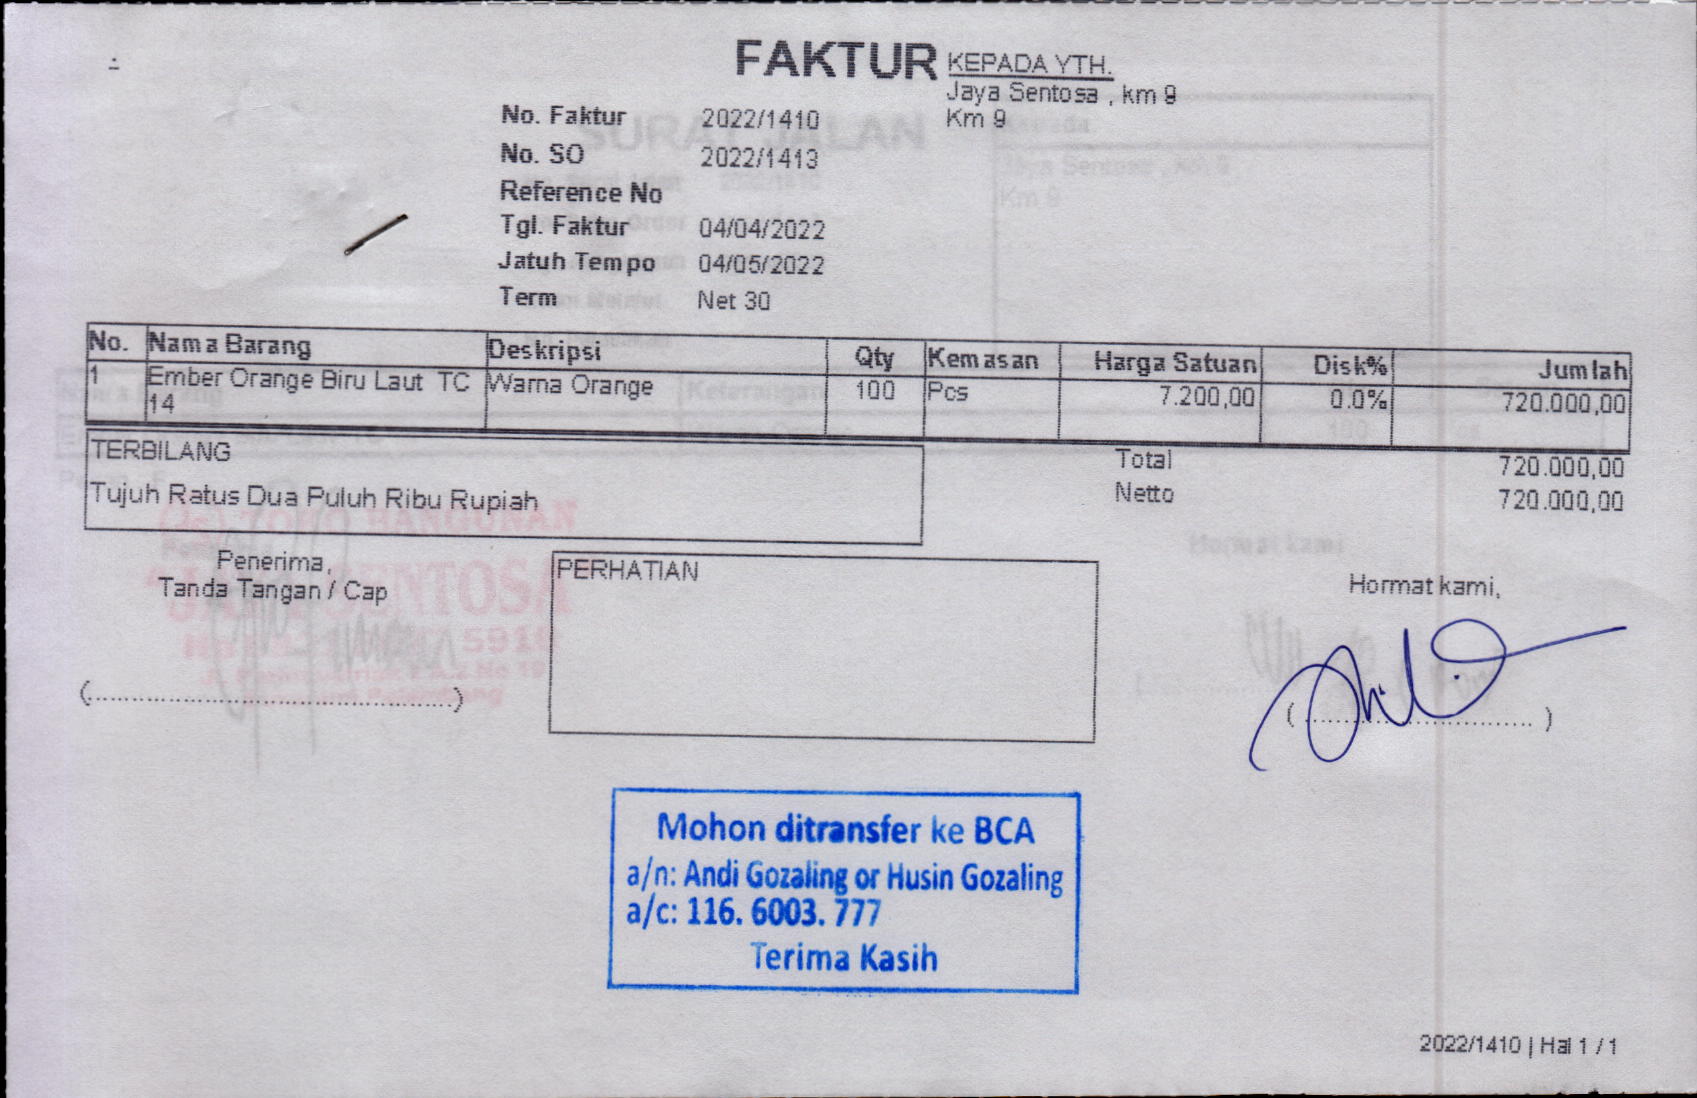 FAKTUR
KEPADA YTH.
Jaya Sentosa , km 9
Km 9
No. Faktur 2022/1410
No. SO 2022/1413
Reference No
Tgl. Faktur 04/04/2022
Jatuh Tempo 04/05/2022
Term Net 30
No. Nama Barang Deskripsi Qty Kemasan Harga Satuan Disk% Jumlah
1 Ember Orange Biru Laut TC Warna Orange 100 Pcs 7.200,00 0.0% 720.000,00
14
TERBILANG
Tujuh Ratus Dua Puluh Ribu Rupiah
Total 720.000,00
Netto 720.000,00
Penerima,
Tanda Tangan / Cap
(............................................)
PERHATIAN
Hormat kami,
(............................)
Mohon ditransfer ke BCA
a/n: Andi Gozaling or Husin Gozaling
a/c: 116. 6003. 777
Terima Kasih
2022/1410 | Hal 1 / 1